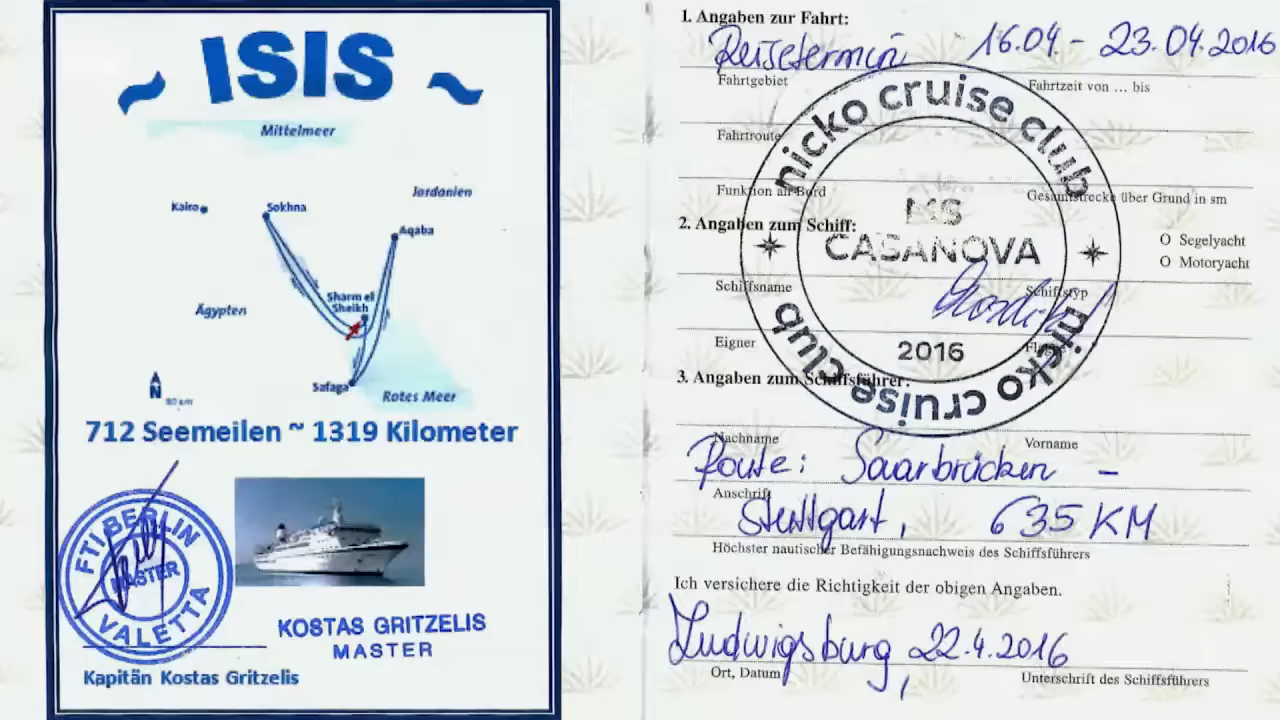 ~ ISIS ~
Mittelmeer
Jordanien
Kairo
Sokhna
Aqaba
Sharm el
Sheikh
Ägypten
Safaga
Rotes Meer
N
712 Seemeilen ~ 1319 Kilometer
FTI BERLIN
MASTER
VALETTA
KOSTAS GRITZELIS
MASTER
Kapitän Kostas Gritzelis
1. Angaben zur Fahrt:
Reisetermin 16.04. - 23.04.2016
Fahrtgebiet Fahrtzeit von ... bis
Fahrtroute
Funktion an Bord Gesamtstrecke über Grund in sm
2. Angaben zum Schiff:
O Segelyacht
O Motoryacht
Schiffsname Schiffstyp
Eigner Flagge
3. Angaben zum Schiffsführer:
nicko cruise club
MS
CASANOVA
2016
nicko cruise club
Nachname Vorname
Route: Saarbrücken -
Anschrift
Stuttgart, 635 KM
Höchster nautischer Befähigungsnachweis des Schiffsführers
Ich versichere die Richtigkeit der obigen Angaben.
Ludwigsburg, 22.4.2016
Ort, Datum Unterschrift des Schiffsführers